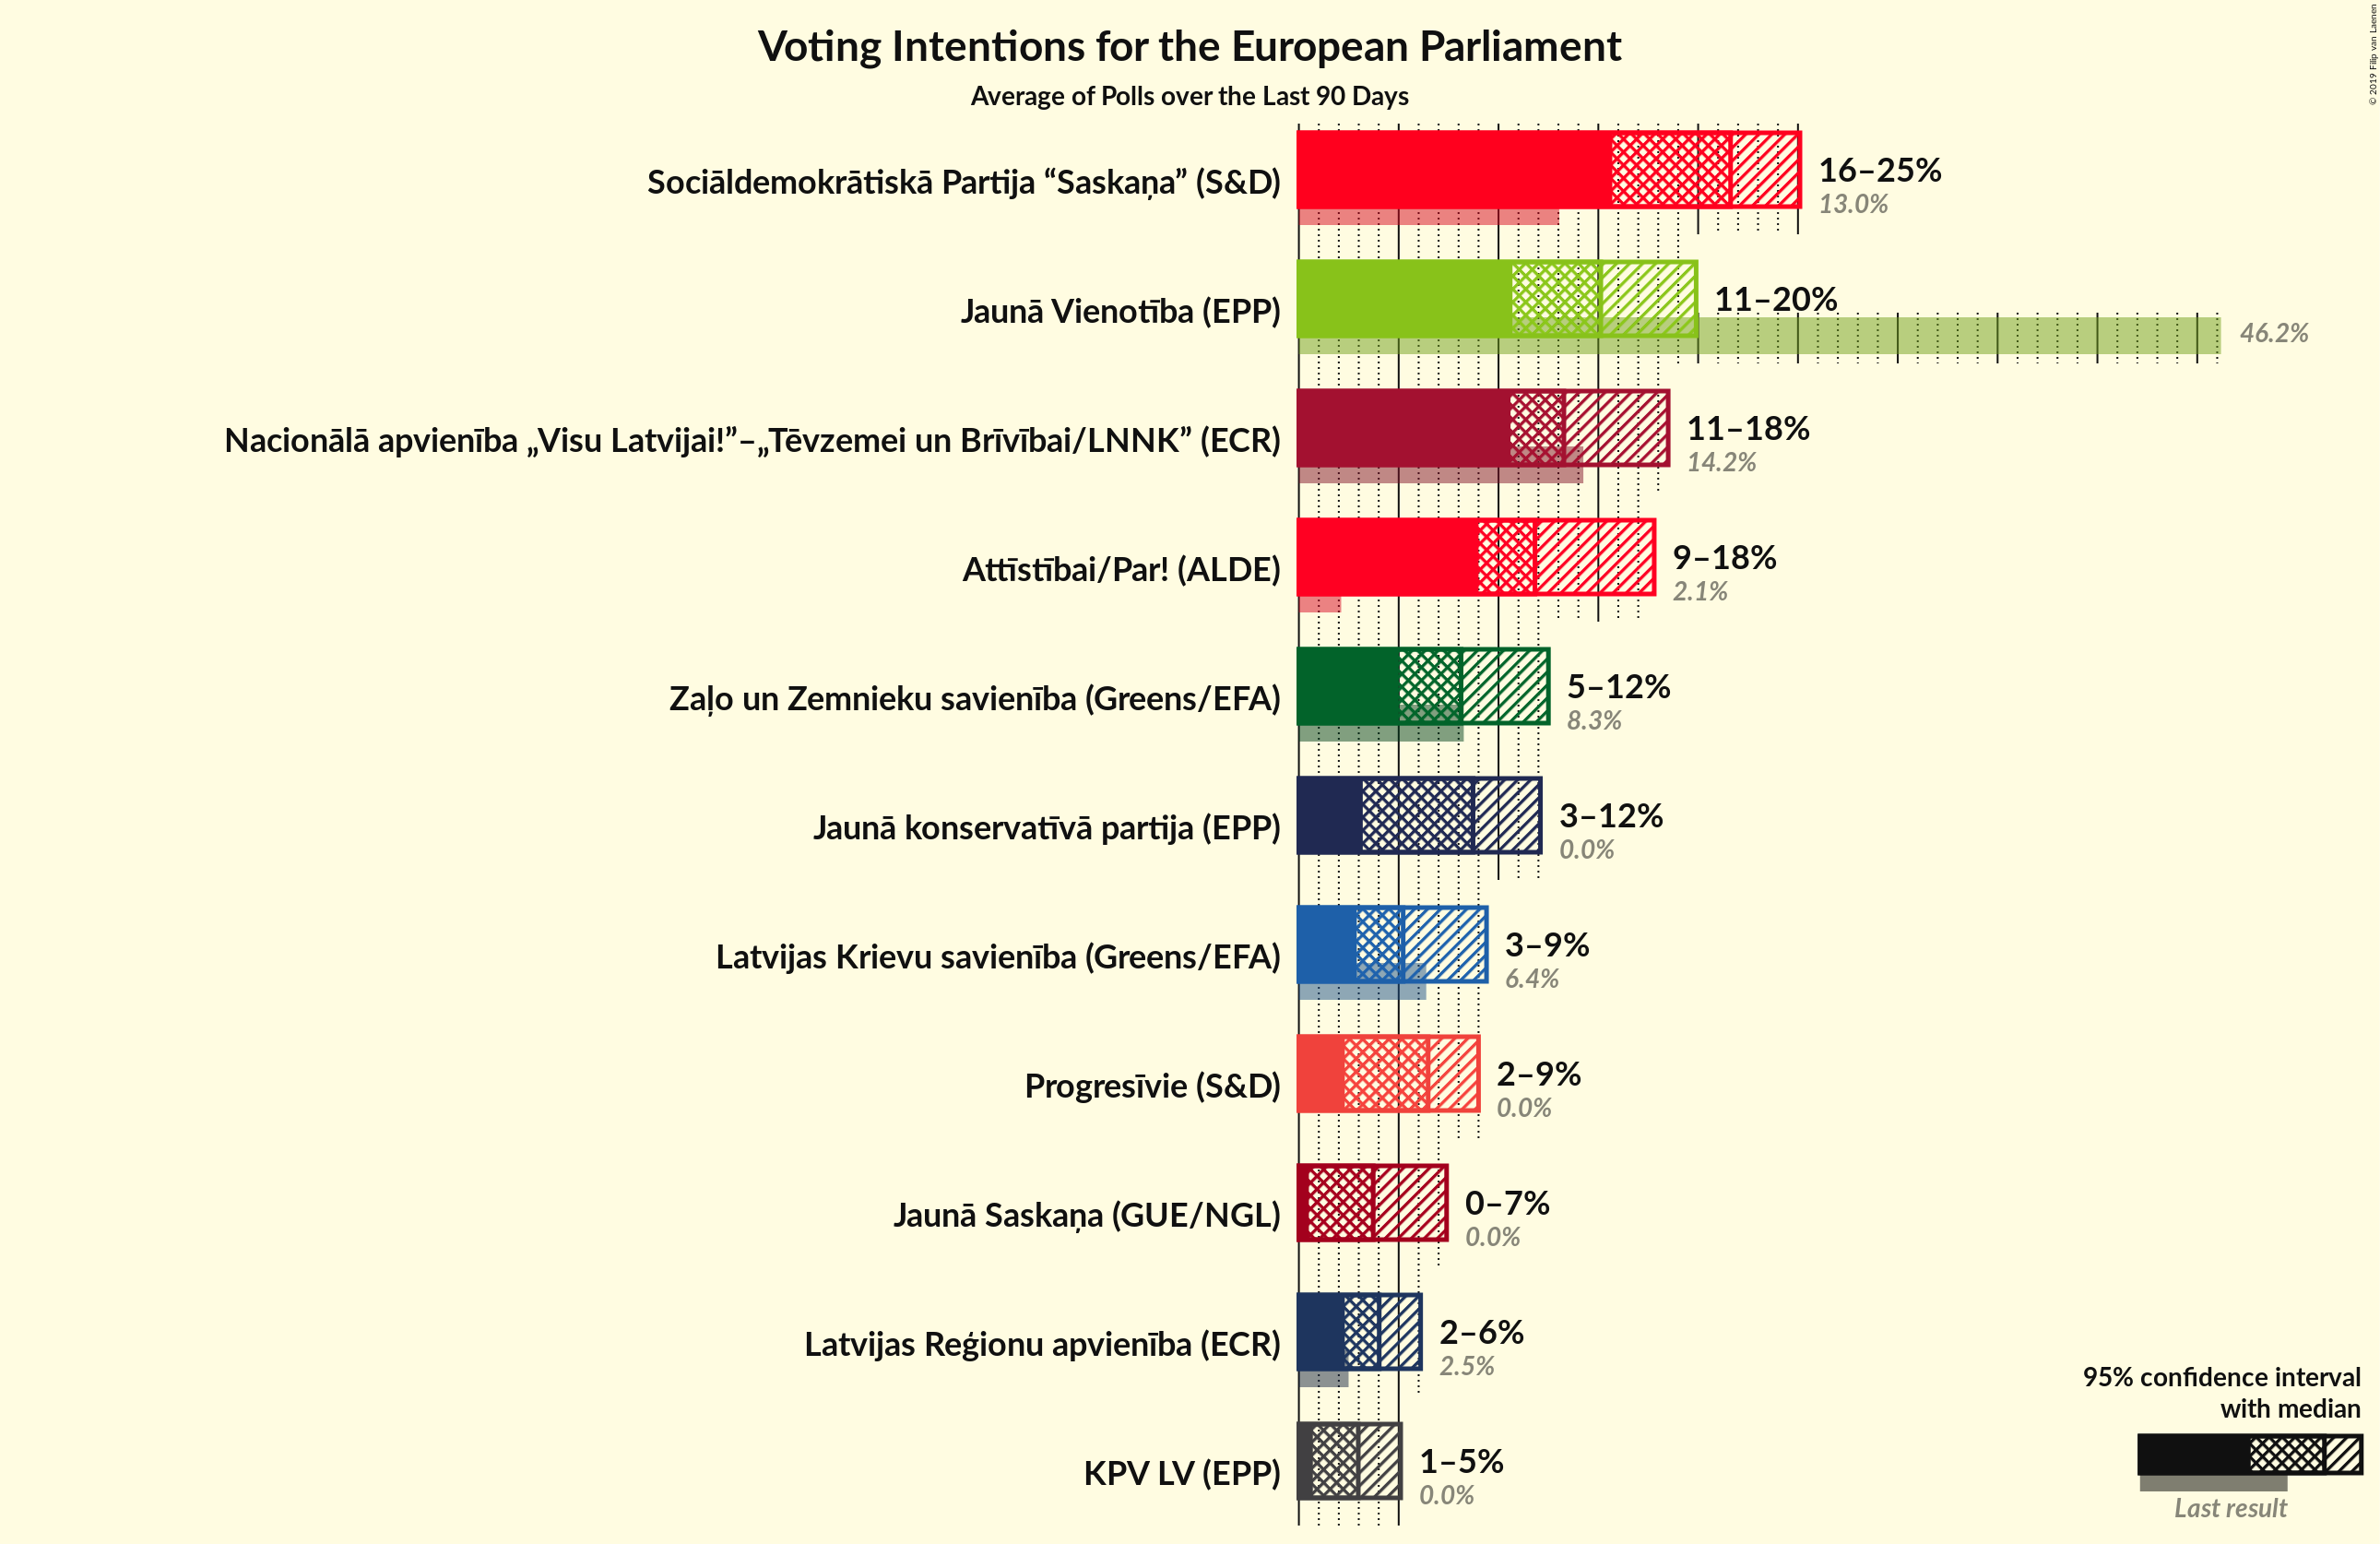 Voting Intentions for the European Parliament
Average of Polls over the Last 90 Days
© 2019 Filip van Laenen
Sociāldemokrātiskā Partija “Saskaņa” (S&D)
16–25%
13.0%
Jaunā Vienotība (EPP)
11–20%
46.2%
Nacionālā apvienība „Visu Latvijai!”–„Tēvzemei un Brīvībai/LNNK” (ECR)
11–18%
14.2%
Attīstībai/Par! (ALDE)
9–18%
2.1%
Zaļo un Zemnieku savienība (Greens/EFA)
5–12%
8.3%
Jaunā konservatīvā partija (EPP)
3–12%
0.0%
Latvijas Krievu savienība (Greens/EFA)
3–9%
6.4%
Progresīvie (S&D)
2–9%
0.0%
Jaunā Saskaņa (GUE/NGL)
0–7%
0.0%
Latvijas Reģionu apvienība (ECR)
2–6%
2.5%
KPV LV (EPP)
1–5%
0.0%
95% confidence interval
with median
Last result